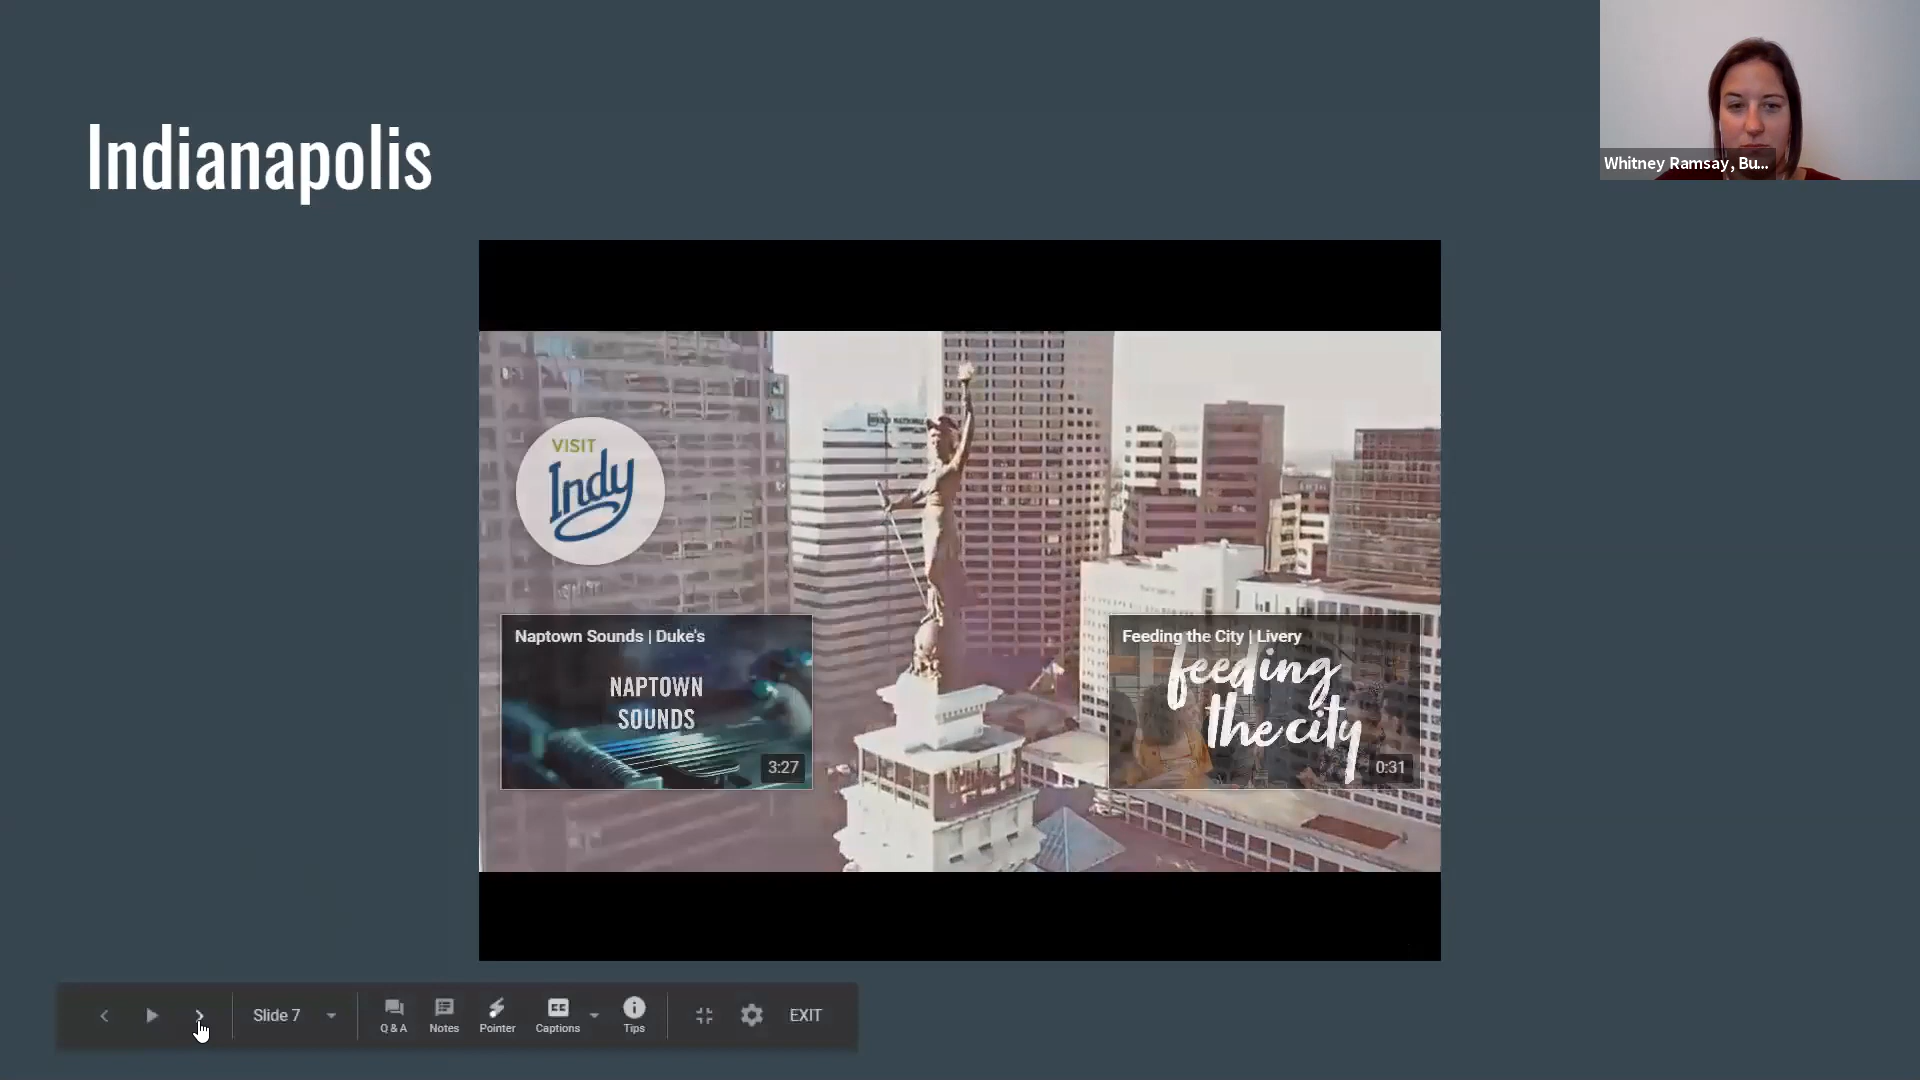 Indianapolis
Whitney Ramsay, Bu...
VISIT
Indy
Naptown Sounds | Duke's
NAPTOWN
SOUNDS
3:27
Feeding the City | Livery
feeding
the city
0:31
Slide 7
Q & A
Notes
Pointer
CC
Captions
Tips
EXIT